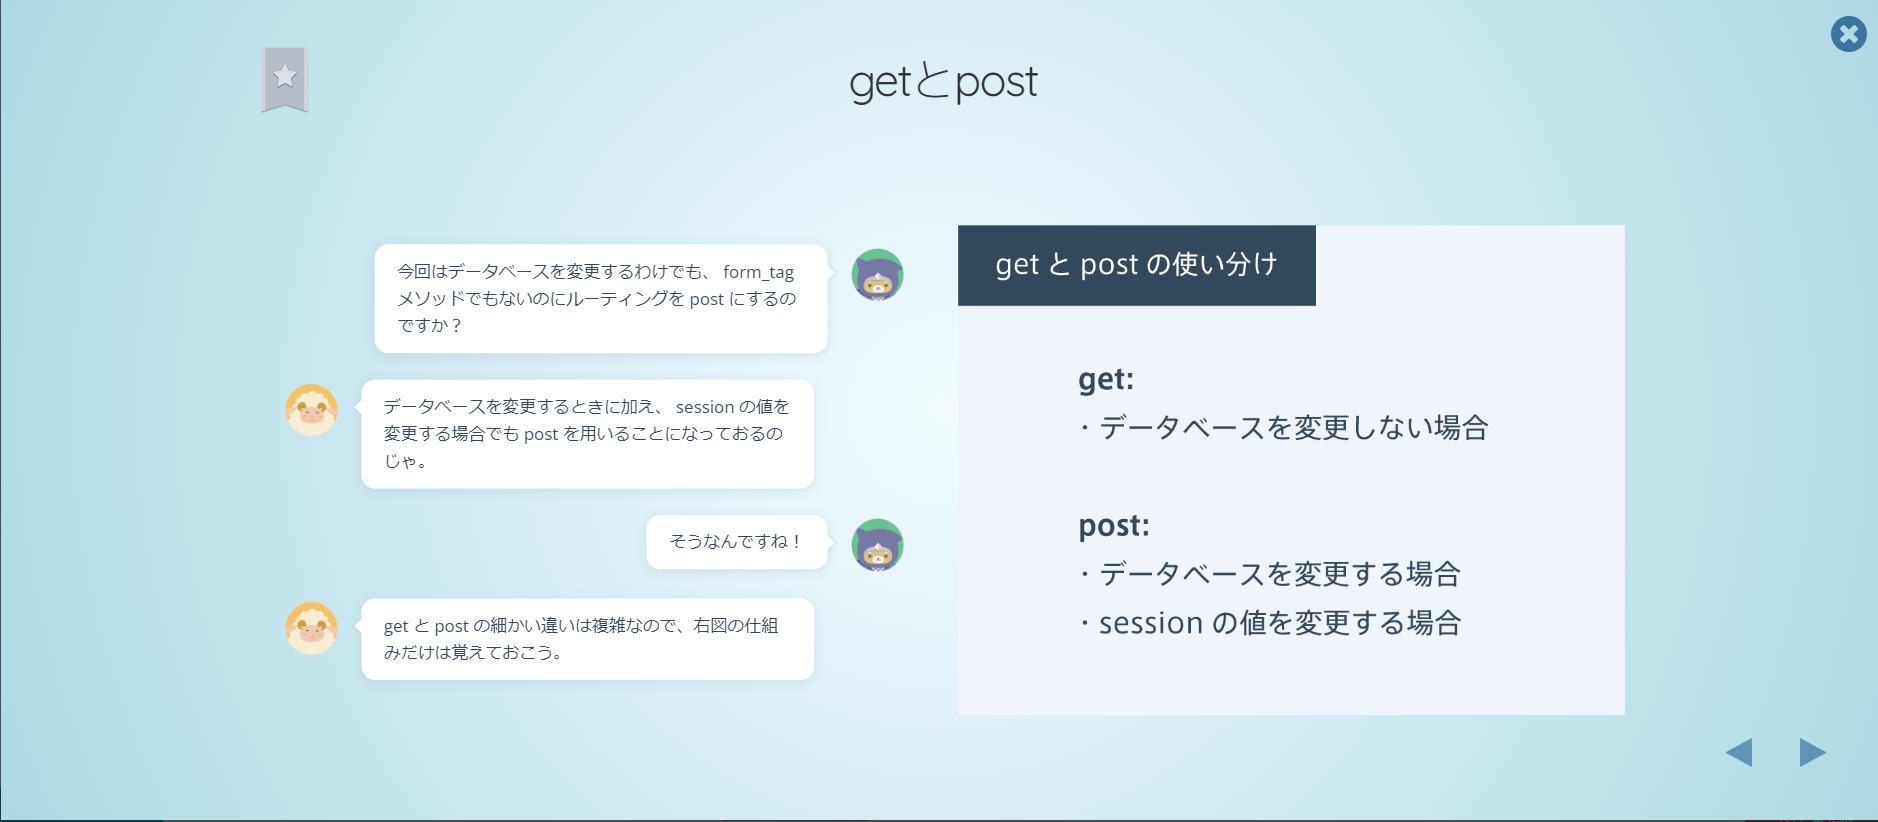 getとpost
今回はデータベースを変更するわけでも、 form_tag
メソッドでもないのにルーティングを post にするの
ですか？
データベースを変更するときに加え、 session の値を
変更する場合でも post を用いることになっておるの
じゃ。
そうなんですね！
get と post の細かい違いは複雑なので、右図の仕組
みだけは覚えておこう。
get と post の使い分け
get:
・データベースを変更しない場合
post:
・データベースを変更する場合
・session の値を変更する場合